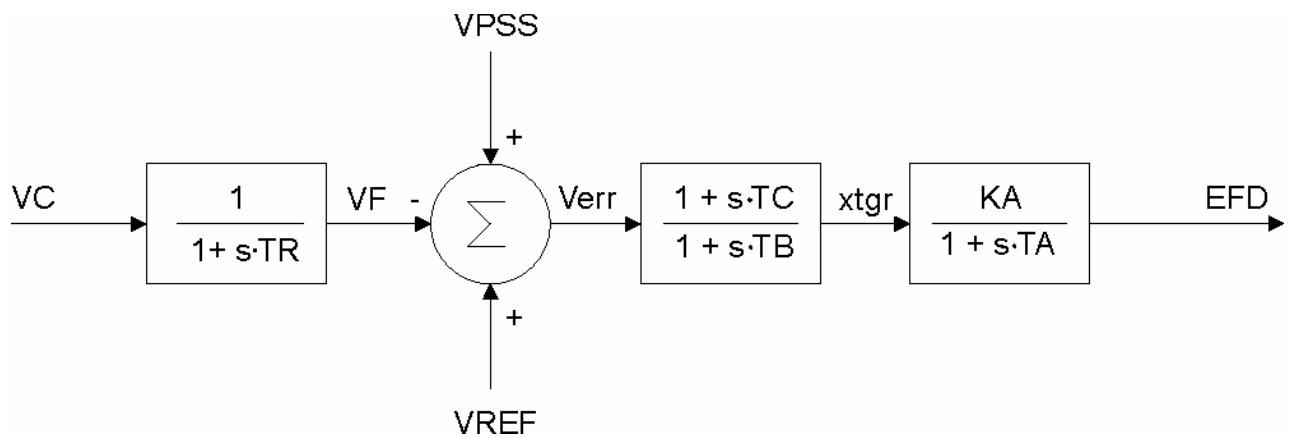 VPSS
+
VC
1
1+ s·TR
VF
-
∑
Verr
1 + s·TC
1 + s·TB
xtgr
KA
1 + s·TA
EFD
+
VREF